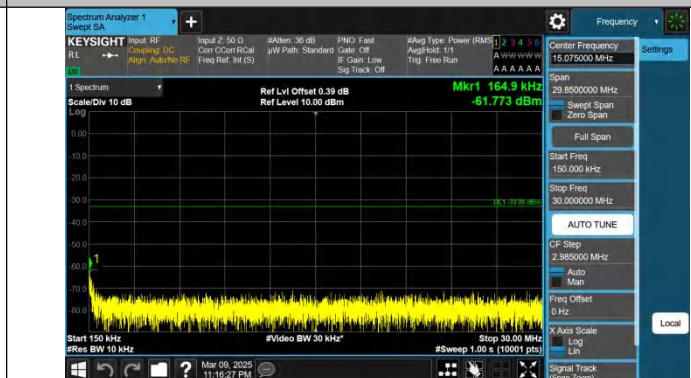 Spectrum Analyzer 1
Swept SA
+
Frequency
KEYSIGHT
RL
Input: RF
Coupling: DC
Align: Auto/No RF
Input Z: 50 Ω
Corr CCorr RCal
Freq Ref: Int (S)
#Atten: 36 dB
µW Path: Standard
PNO: Fast
Gate: Off
IF Gain: Low
Sig Track: Off
#Avg Type: Power (RMS
Avg|Hold: 1/1
Trig: Free Run
1 2 3 4 5 6
A W W W W W
A A A A A A
1 Spectrum
Scale/Div 10 dB
Log
Ref Lvl Offset 0.39 dB
Ref Level 10.00 dBm
Mkr1 164.9 kHz
-61.773 dBm
0.00
-10.0
-20.0
-30.0
-40.0
-50.0
-60.0
-70.0
-80.0
1
Start 150 kHz
#Res BW 10 kHz
#Video BW 30 kHz*
Stop 30.00 MHz
#Sweep 1.00 s (10001 pts)
Center Frequency
15.075000 MHz
Span
29.8500000 MHz
Swept Span
Zero Span
Full Span
Start Freq
150.000 kHz
Stop Freq
30.000000 MHz
AUTO TUNE
CF Step
2.985000 MHz
Auto
Man
Freq Offset
0 Hz
X Axis Scale
Log
Lin
Signal Track
(Span Zoom)
Settings
Local
?
Mar 09, 2025
11:16:27 PM